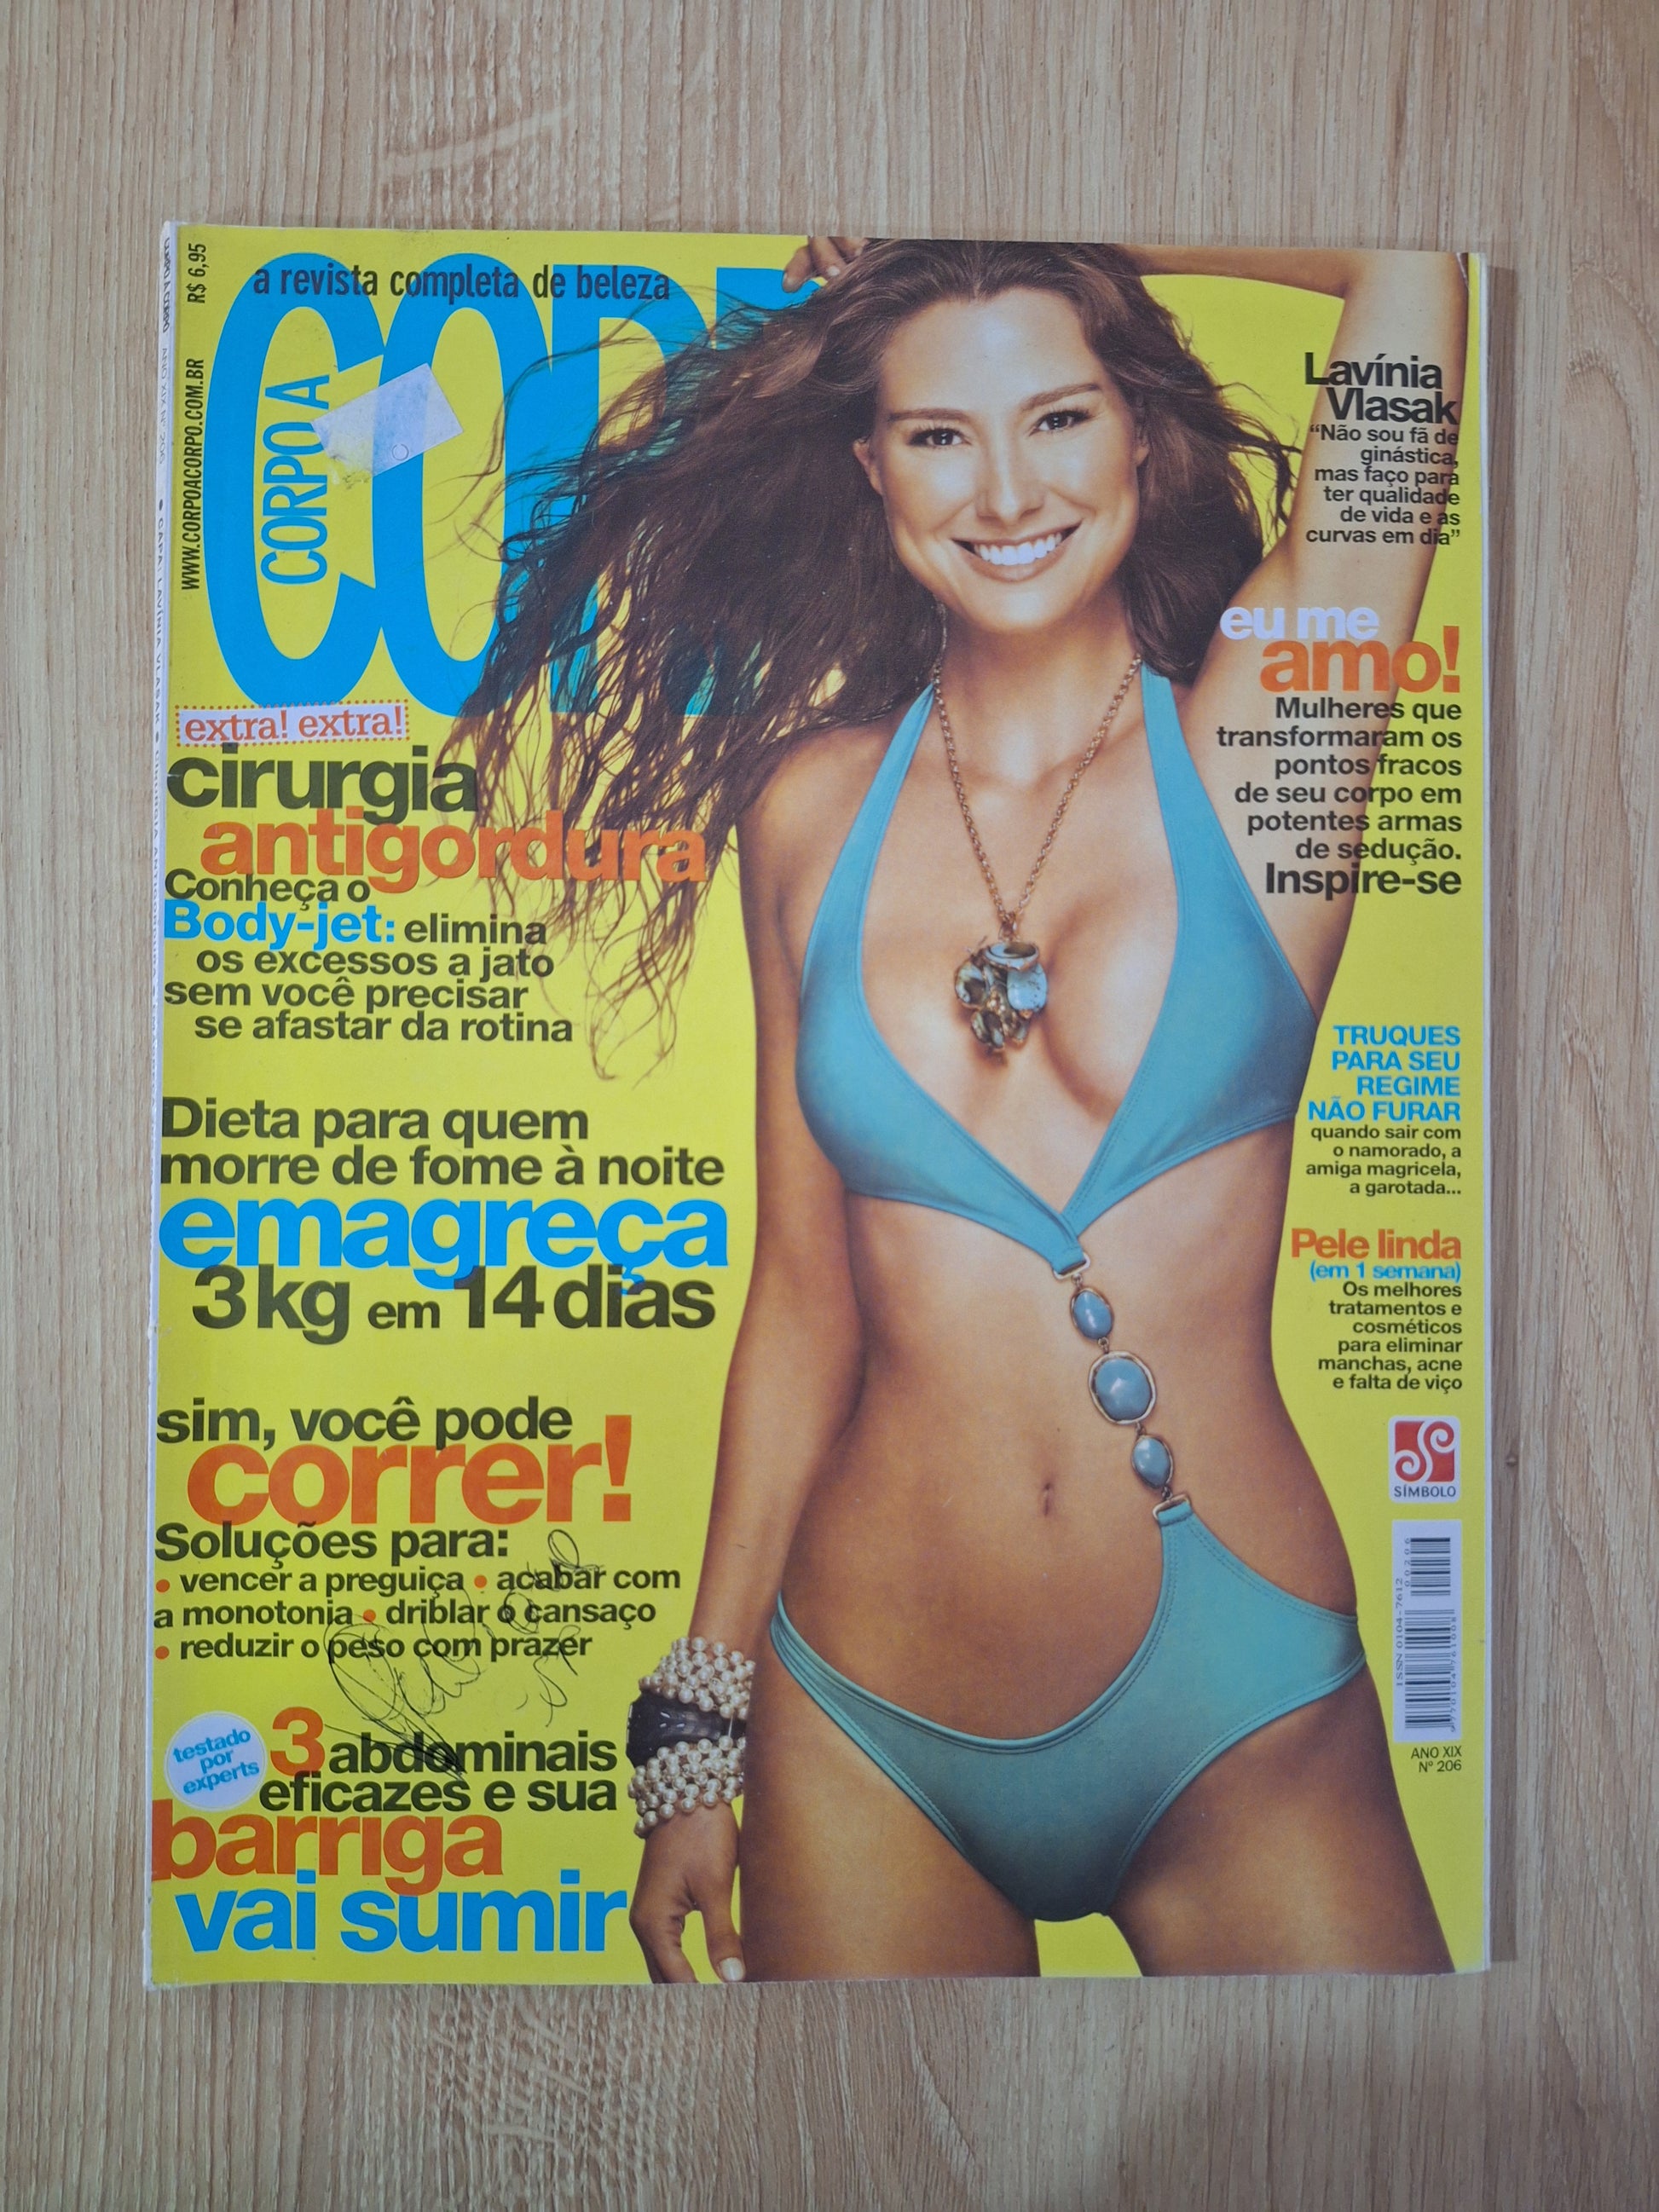 R$ 6,95
WWW.CORPOACORPO.COM.BR
a revista completa de beleza
CORPO A
COR
Lavínia
Vlasak
“Não sou fã de
ginástica,
mas faço para
ter qualidade
de vida e as
curvas em dia”
eu me
amo!
Mulheres que
transformaram os
pontos fracos
de seu corpo em
potentes armas
de sedução.
Inspire-se
extra! extra!
cirurgia
antigordura
Conheça o
Body-jet: elimina
os excessos a jato
sem você precisar
se afastar da rotina
TRUQUES
PARA SEU
REGIME
NÃO FURAR
quando sair com
o namorado, a
amiga magricela,
a garotada...
Dieta para quem
morre de fome à noite
emagreça
3 kg em 14 dias
Pele linda
(em 1 semana)
Os melhores
tratamentos e
cosméticos
para eliminar
manchas, acne
e falta de viço
sim, você pode
correr!
Soluções para:
• vencer a preguiça • acabar com
a monotonia • driblar o cansaço
• reduzir o peso com prazer
SÍMBOLO
ISSN 0104-7612
00206
ANO XIX
Nº 206
testado
por
experts
3 abdominais
eficazes e sua
barriga
vai sumir